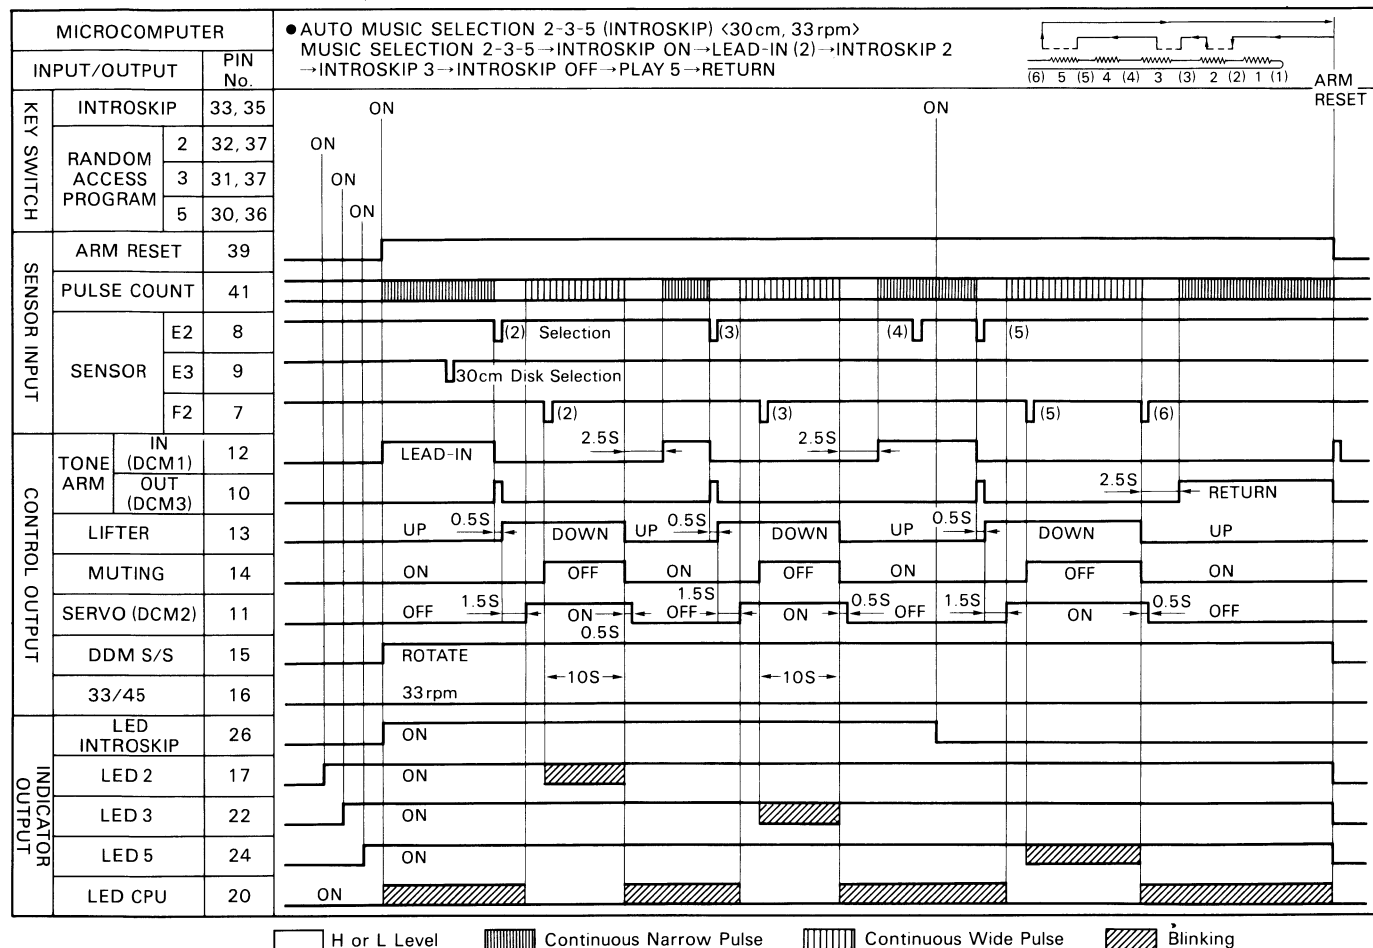 MICROCOMPUTER
● AUTO MUSIC SELECTION 2-3-5 (INTROSKIP) <30cm, 33rpm>
MUSIC SELECTION 2-3-5→INTROSKIP ON→LEAD-IN (2)→INTROSKIP 2
→INTROSKIP 3→INTROSKIP OFF→PLAY 5→RETURN
(6) 5 (5) 4 (4) 3 (3) 2 (2) 1 (1)
ARM RESET
INPUT/OUTPUT PIN No.
KEY SWITCH
INTROSKIP 33, 35 ON ON
RANDOM ACCESS PROGRAM
2 32, 37 ON
3 31, 37 ON
5 30, 36 ON
SENSOR INPUT
ARM RESET 39
PULSE COUNT 41
SENSOR
E2 8 (2) Selection (3) (4) (5)
E3 9 30cm Disk Selection
F2 7 (2) (3) (5) (6)
CONTROL OUTPUT
TONE ARM
IN (DCM1) 12 LEAD-IN 2.5S 2.5S
OUT (DCM3) 10 2.5S RETURN
LIFTER 13 UP 0.5S DOWN UP 0.5S DOWN UP 0.5S DOWN UP
MUTING 14 ON OFF ON OFF ON OFF ON
SERVO (DCM2) 11 OFF 1.5S ON 0.5S OFF 1.5S ON 0.5S OFF 1.5S ON 0.5S OFF
DDM S/S 15 ROTATE
33/45 16 33rpm 10S 10S
INDICATOR OUTPUT
LED INTROSKIP 26 ON
LED 2 17 ON
LED 3 22 ON
LED 5 24 ON
LED CPU 20 ON
H or L Level Continuous Narrow Pulse Continuous Wide Pulse Blinking